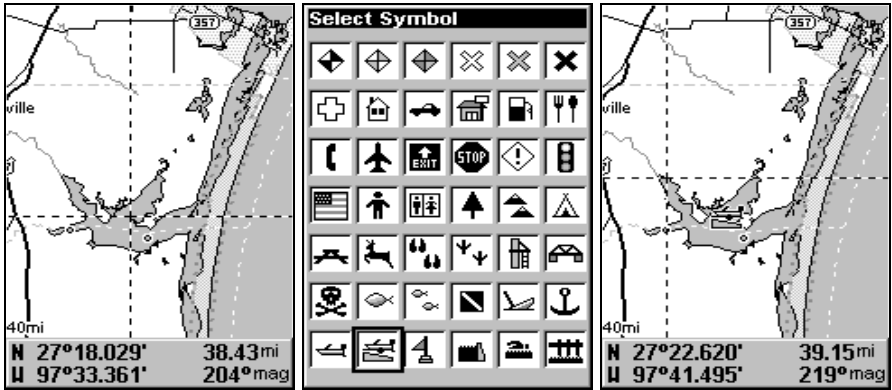 357
ville
40mi
N 27°18.029' 38.43mi
W 97°33.361' 204°mag
Select Symbol
EXIT
STOP
!
357
ville
40mi
N 27°22.620' 39.15mi
W 97°41.495' 219°mag